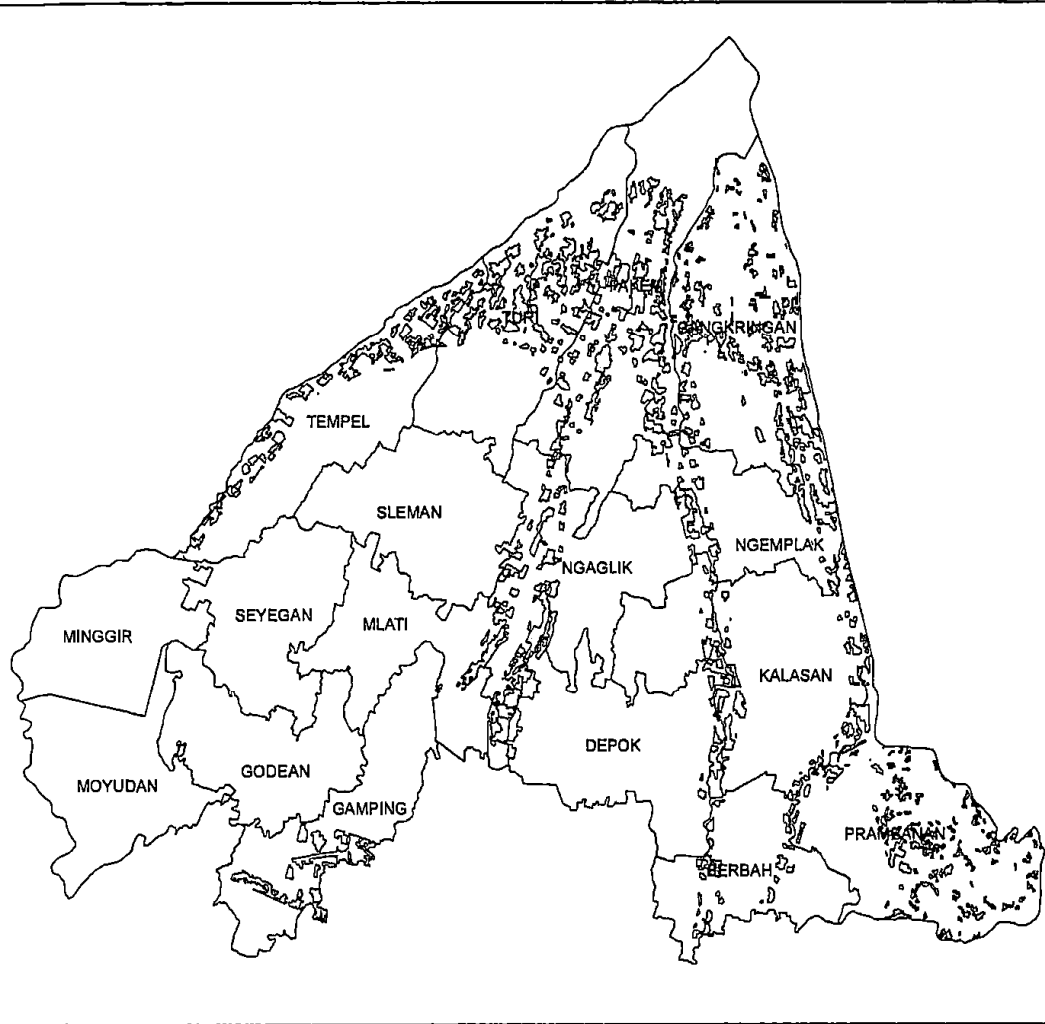 PAKEM
TURI
CANGKRINGAN
TEMPEL
SLEMAN
NGEMPLAK
NGAGLIK
SEYEGAN
MLATI
MINGGIR
KALASAN
DEPOK
GODEAN
MOYUDAN
GAMPING
PRAMBANAN
BERBAH